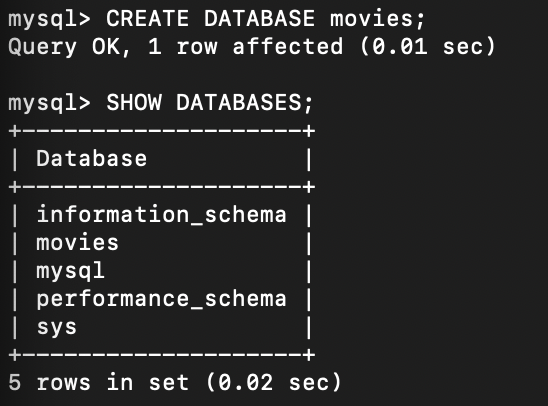 mysql> CREATE DATABASE movies;
Query OK, 1 row affected (0.01 sec)
mysql> SHOW DATABASES;
+--------------------+
| Database           |
+--------------------+
| information_schema |
| movies             |
| mysql              |
| performance_schema |
| sys                |
+--------------------+
5 rows in set (0.02 sec)